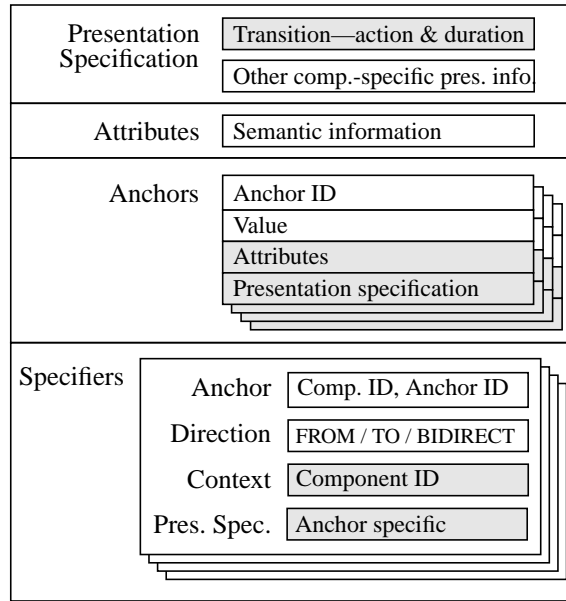 Presentation Specification
Transition—action & duration
Other comp.-specific pres. info.
Attributes
Semantic information
Anchors
Anchor ID
Value
Attributes
Presentation specification
Specifiers
Anchor
Comp. ID, Anchor ID
Direction
FROM / TO / BIDIRECT
Context
Component ID
Pres. Spec.
Anchor specific